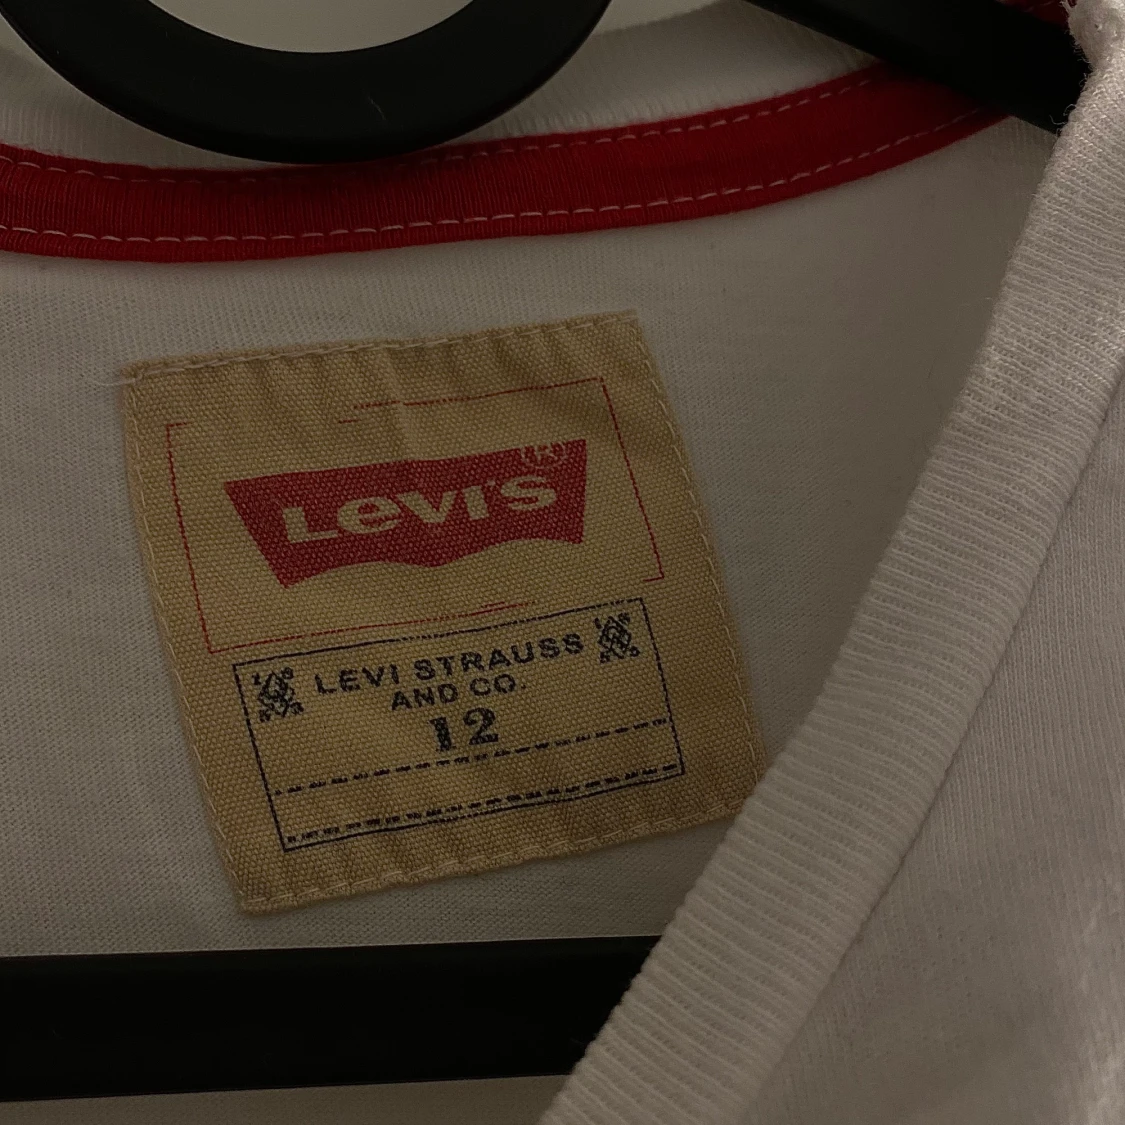 Levi's®
LEVI STRAUSS
AND CO.
12